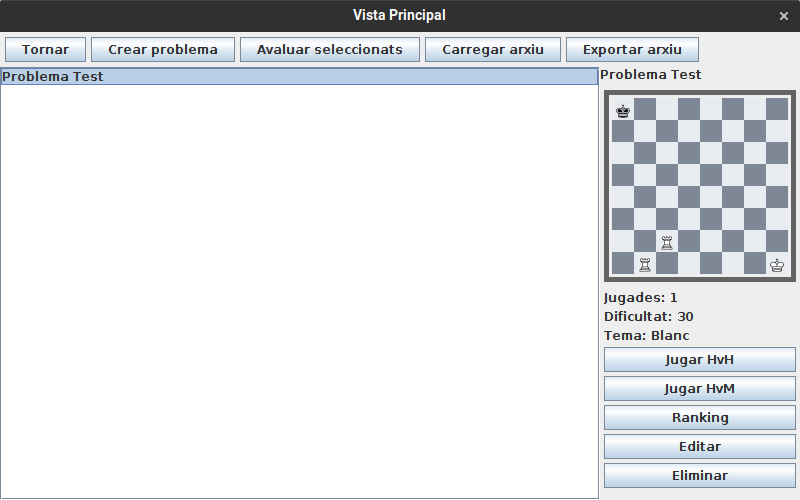 Vista Principal
Tornar Crear problema Avaluar seleccionats Carregar arxiu Exportar arxiu
Problema Test
Problema Test
Jugades: 1
Dificultat: 30
Tema: Blanc
Jugar HvH
Jugar HvM
Ranking
Editar
Eliminar